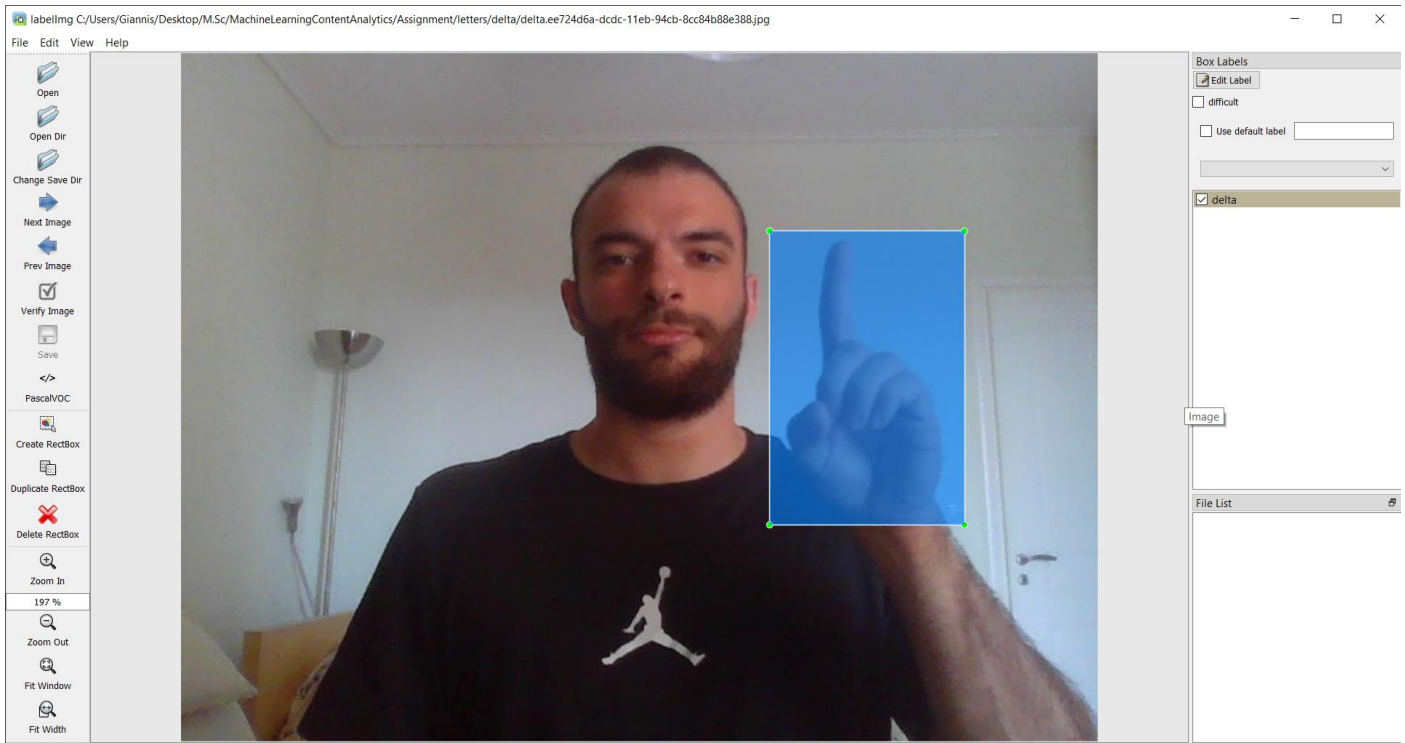 labelImg C:/Users/Giannis/Desktop/M.Sc/MachineLearningContentAnalytics/Assignment/letters/delta/delta.ee724d6a-dcdc-11eb-94cb-8cc84b88e388.jpg
File Edit View Help
Open
Open Dir
Change Save Dir
Next Image
Prev Image
Verify Image
Save
</>
PascalVOC
Create RectBox
Duplicate RectBox
Delete RectBox
Zoom In
197 %
Zoom Out
Fit Window
Fit Width
Box Labels
Edit Label
difficult
Use default label
delta
Image
File List